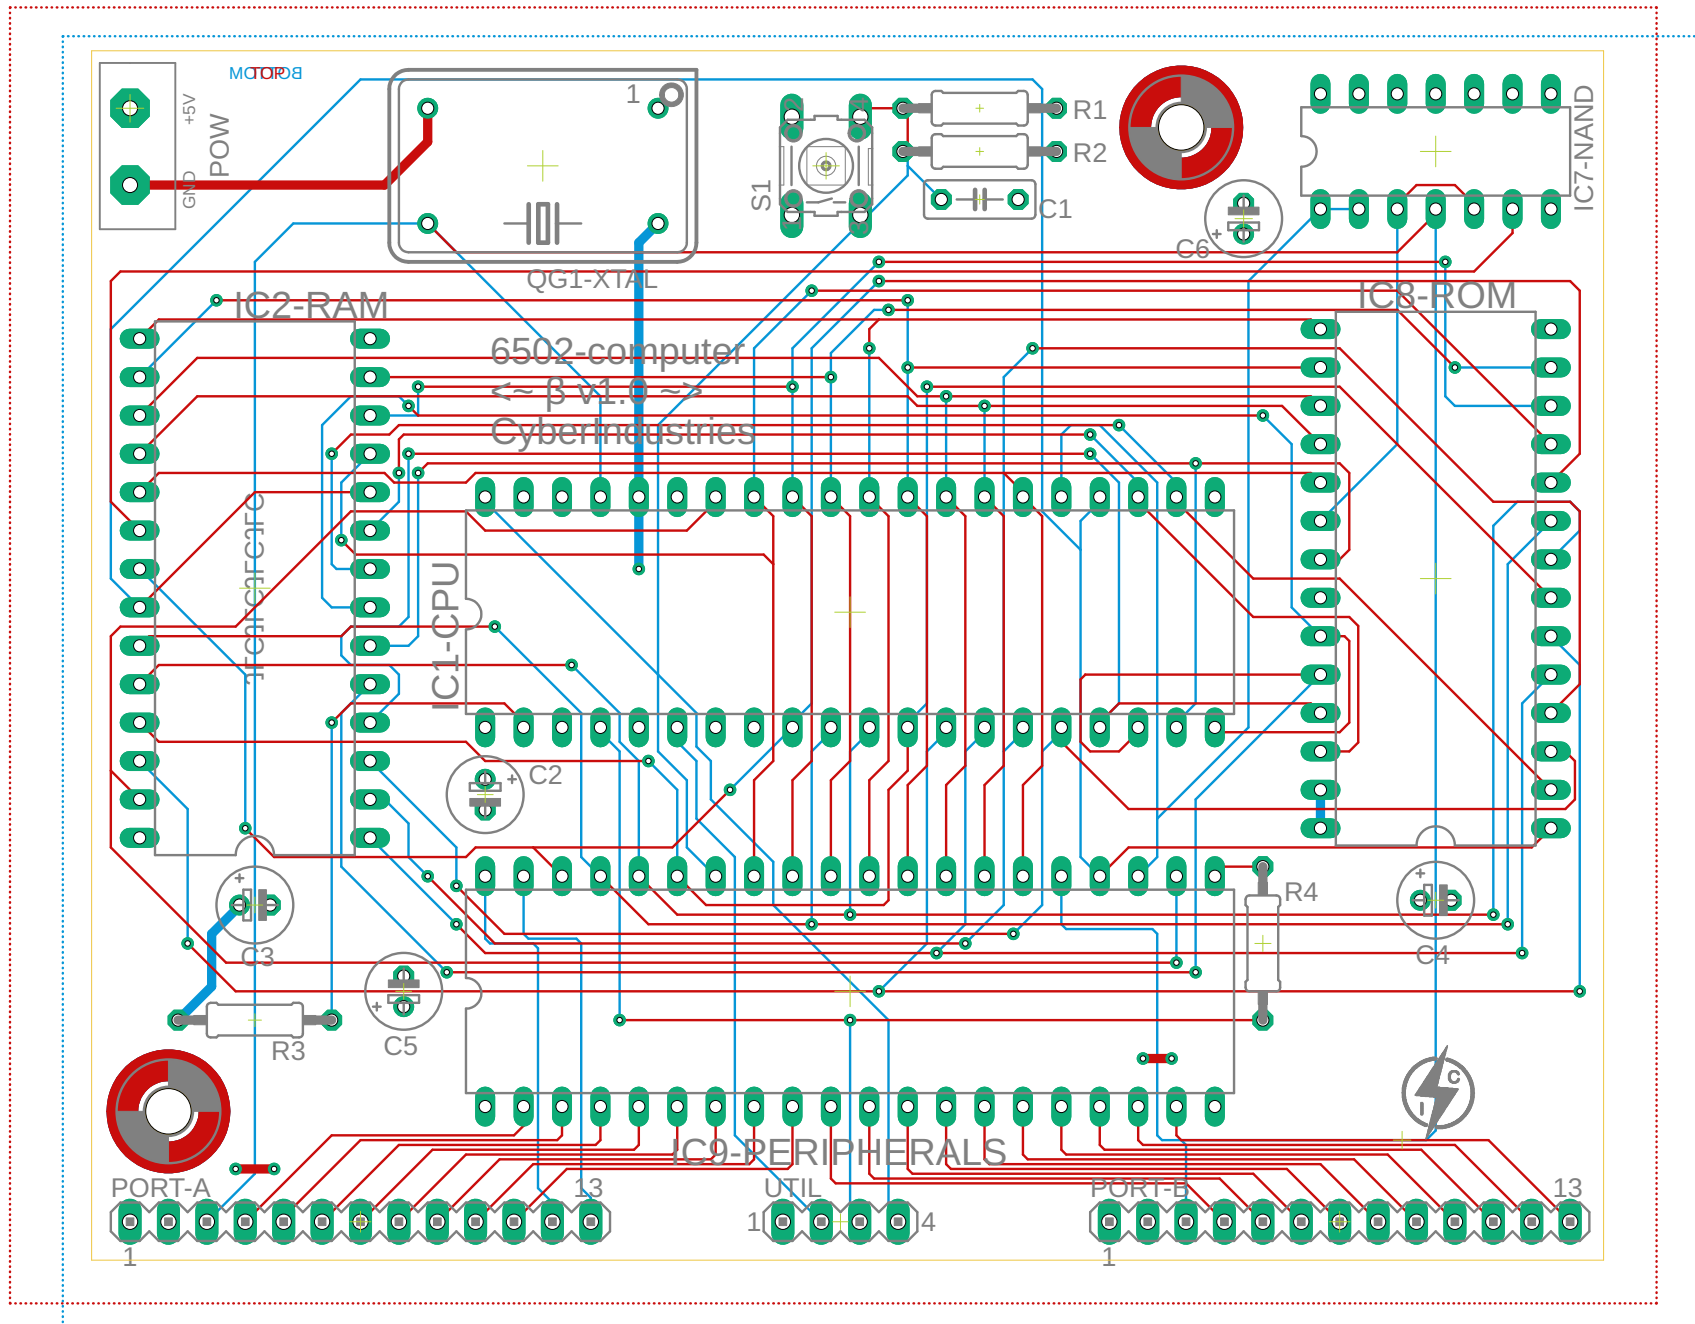 BOTTOM
TOP
+5V
GND
POW
1
QG1-XTAL
S1
R1
R2
C1
C6
IC7-NAND
IC2-RAM
IC8-ROM
6502-computer
<~ β v1.0 ~>
CyberIndustries
IC1-CPU
C2
C3
R3
C5
R4
C4
C
I
IC9-PERIPHERALS
PORT-A
13
1
UTIL
1
4
PORT-B
13
1